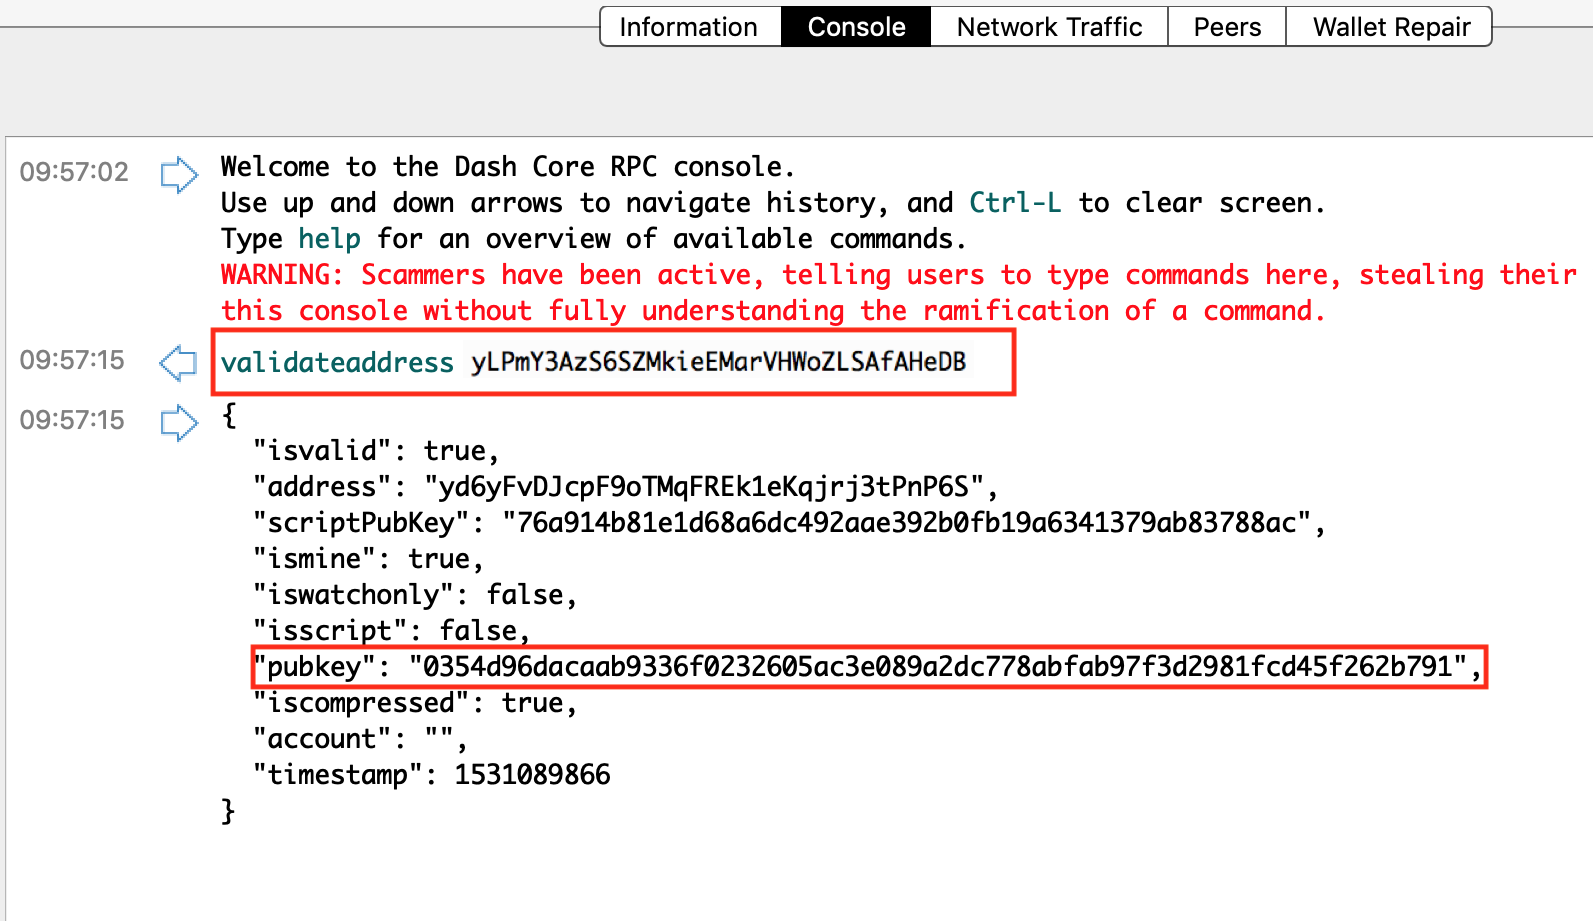 Information Console Network Traffic Peers Wallet Repair
09:57:02 Welcome to the Dash Core RPC console.
Use up and down arrows to navigate history, and Ctrl-L to clear screen.
Type help for an overview of available commands.
WARNING: Scammers have been active, telling users to type commands here, stealing their
this console without fully understanding the ramification of a command.
09:57:15 validateaddress yLPmY3AzS6SZMkieEMarVHWoZLSAfAHeDB
09:57:15 {
"isvalid": true,
"address": "yd6yFvDJcpF9oTMqFREk1eKqjrj3tPnP6S",
"scriptPubKey": "76a914b81e1d68a6dc492aae392b0fb19a6341379ab83788ac",
"ismine": true,
"iswatchonly": false,
"isscript": false,
"pubkey": "0354d96dacaab9336f0232605ac3e089a2dc778abfab97f3d2981fcd45f262b791",
"iscompressed": true,
"account": "",
"timestamp": 1531089866
}